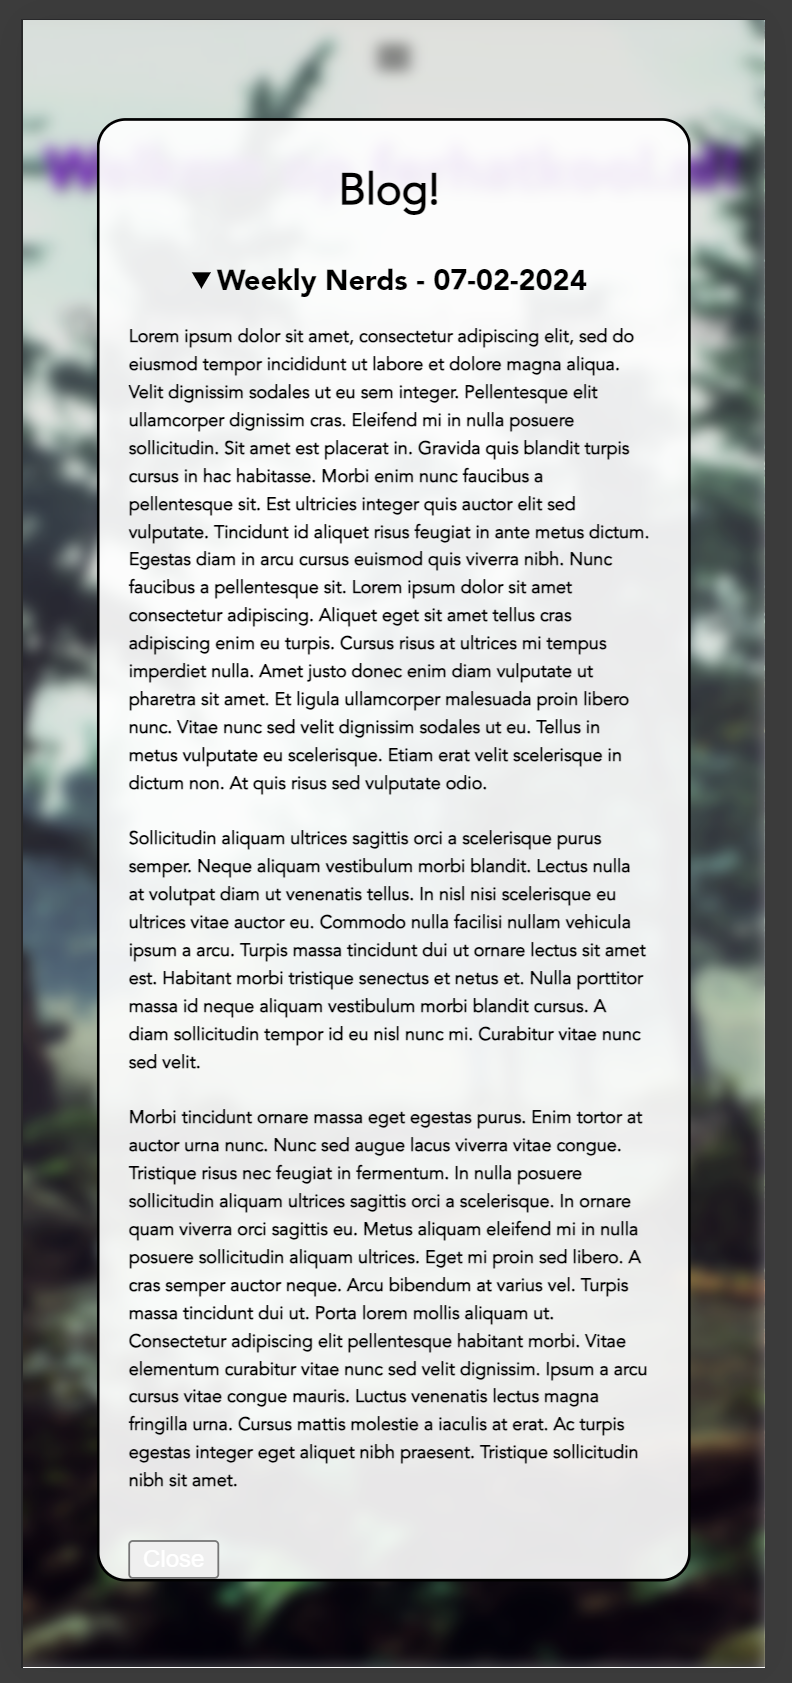 Blog!
▼ Weekly Nerds - 07-02-2024
Lorem ipsum dolor sit amet, consectetur adipiscing elit, sed do
eiusmod tempor incididunt ut labore et dolore magna aliqua.
Velit dignissim sodales ut eu sem integer. Pellentesque elit
ullamcorper dignissim cras. Eleifend mi in nulla posuere
sollicitudin. Sit amet est placerat in. Gravida quis blandit turpis
cursus in hac habitasse. Morbi enim nunc faucibus a
pellentesque sit. Est ultricies integer quis auctor elit sed
vulputate. Tincidunt id aliquet risus feugiat in ante metus dictum.
Egestas diam in arcu cursus euismod quis viverra nibh. Nunc
faucibus a pellentesque sit. Lorem ipsum dolor sit amet
consectetur adipiscing. Aliquet eget sit amet tellus cras
adipiscing enim eu turpis. Cursus risus at ultrices mi tempus
imperdiet nulla. Amet justo donec enim diam vulputate ut
pharetra sit amet. Et ligula ullamcorper malesuada proin libero
nunc. Vitae nunc sed velit dignissim sodales ut eu. Tellus in
metus vulputate eu scelerisque. Etiam erat velit scelerisque in
dictum non. At quis risus sed vulputate odio.
Sollicitudin aliquam ultrices sagittis orci a scelerisque purus
semper. Neque aliquam vestibulum morbi blandit. Lectus nulla
at volutpat diam ut venenatis tellus. In nisl nisi scelerisque eu
ultrices vitae auctor eu. Commodo nulla facilisi nullam vehicula
ipsum a arcu. Turpis massa tincidunt dui ut ornare lectus sit amet
est. Habitant morbi tristique senectus et netus et. Nulla porttitor
massa id neque aliquam vestibulum morbi blandit cursus. A
diam sollicitudin tempor id eu nisl nunc mi. Curabitur vitae nunc
sed velit.
Morbi tincidunt ornare massa eget egestas purus. Enim tortor at
auctor urna nunc. Nunc sed augue lacus viverra vitae congue.
Tristique risus nec feugiat in fermentum. In nulla posuere
sollicitudin aliquam ultrices sagittis orci a scelerisque. In ornare
quam viverra orci sagittis eu. Metus aliquam eleifend mi in nulla
posuere sollicitudin aliquam ultrices. Eget mi proin sed libero. A
cras semper auctor neque. Arcu bibendum at varius vel. Turpis
massa tincidunt dui ut. Porta lorem mollis aliquam ut.
Consectetur adipiscing elit pellentesque habitant morbi. Vitae
elementum curabitur vitae nunc sed velit dignissim. Ipsum a arcu
cursus vitae congue mauris. Luctus venenatis lectus magna
fringilla urna. Cursus mattis molestie a iaculis at erat. Ac turpis
egestas integer eget aliquet nibh praesent. Tristique sollicitudin
nibh sit amet.
Close